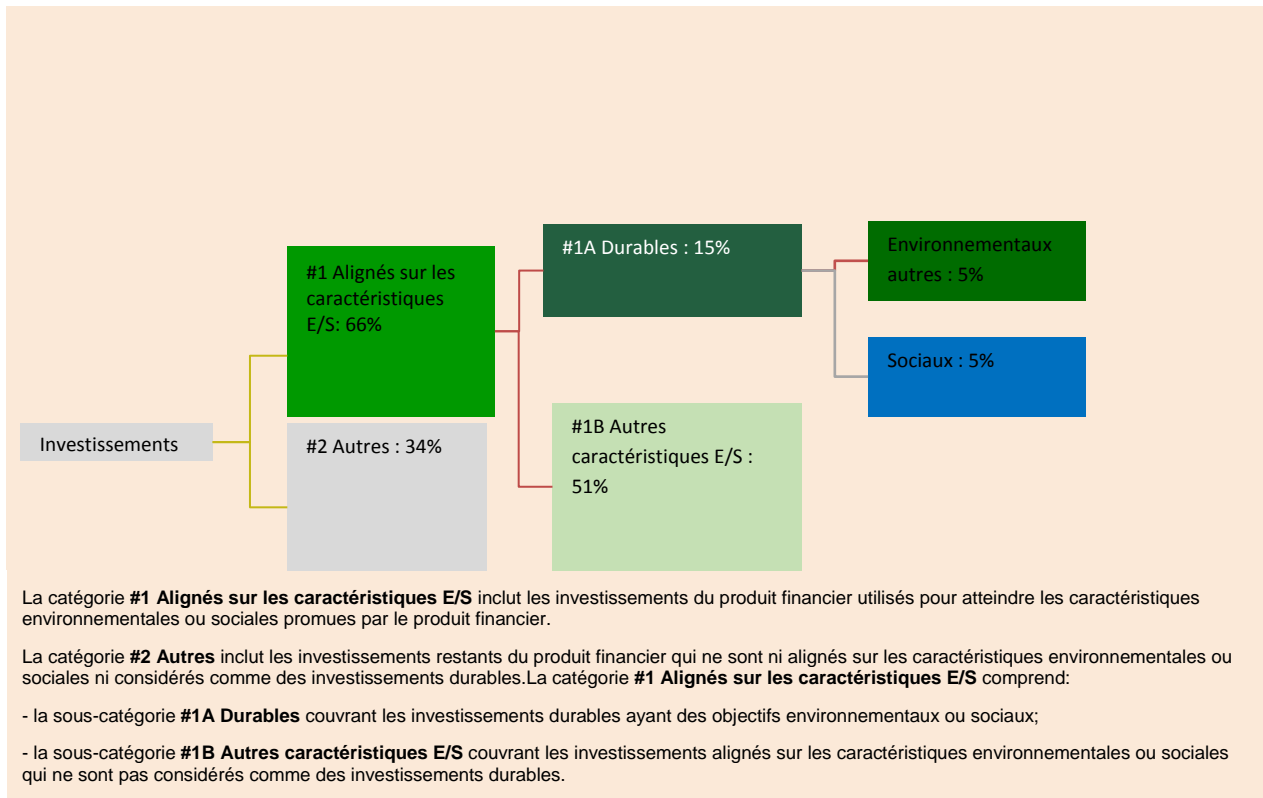 Investissements
#1 Alignés sur les
caractéristiques
E/S: 66%
#2 Autres : 34%
#1A Durables : 15%
#1B Autres
caractéristiques E/S :
51%
Environnementaux
autres : 5%
Sociaux : 5%
La catégorie #1 Alignés sur les caractéristiques E/S inclut les investissements du produit financier utilisés pour atteindre les caractéristiques
environnementales ou sociales promues par le produit financier.
La catégorie #2 Autres inclut les investissements restants du produit financier qui ne sont ni alignés sur les caractéristiques environnementales ou
sociales ni considérés comme des investissements durables.La catégorie #1 Alignés sur les caractéristiques E/S comprend:
- la sous-catégorie #1A Durables couvrant les investissements durables ayant des objectifs environnementaux ou sociaux;
- la sous-catégorie #1B Autres caractéristiques E/S couvrant les investissements alignés sur les caractéristiques environnementales ou sociales
qui ne sont pas considérés comme des investissements durables.